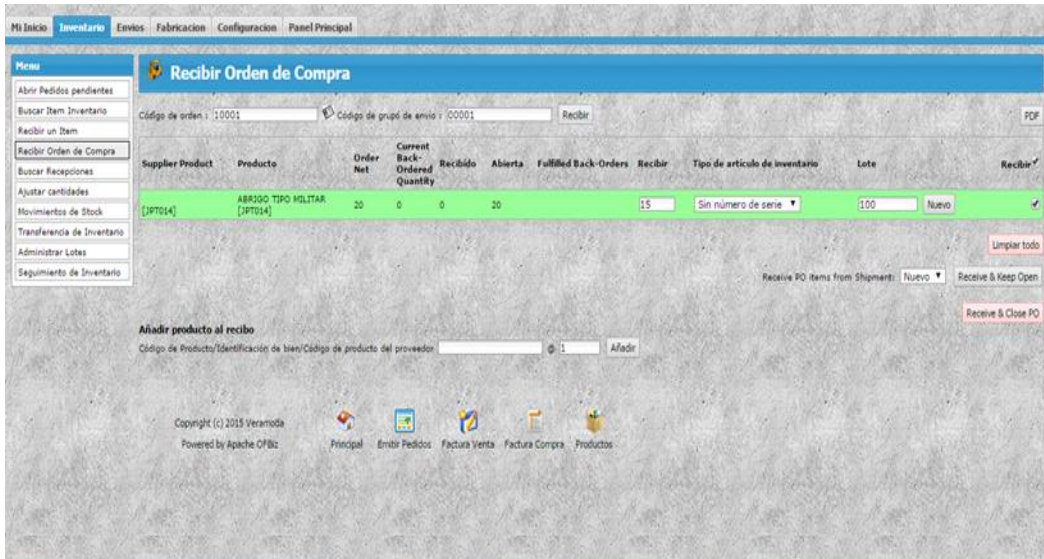 Mi Inicio Inventario Envios Fabricacion Configuracion Panel Principal
Menu
Abrir Pedidos pendientes
Buscar Item Inventario
Recibir un Item
Recibir Orden de Compra
Buscar Recepciones
Ajustar cantidades
Movimientos de Stock
Transferencia de Inventario
Administrar Lotes
Seguimiento de Inventario
Recibir Orden de Compra
Código de orden : 10001 Código de grupo de envio : 00001 Recibir PDF
Supplier Product Producto Order Net Current Back-Ordered Quantity Recibido Abierta Fulfilled Back-Orders Recibir Tipo de artículo de inventario Lote Recibir
[JPT014] ABRIGO TIPO MILITAR [JPT014] 20 0 0 20 15 Sin número de serie 100 Nuevo
Limpiar todo
Receive PO items from Shipment: Nuevo Receive & Keep Open
Receive & Close PO
Añadir producto al recibo
Código de Producto/Identificación de bien/Código de producto del proveedor @ 1 Añadir
Copyright (c) 2015 Veramoda
Powered by Apache OFBiz
Principal Emitir Pedidos Factura Venta Factura Compra Productos